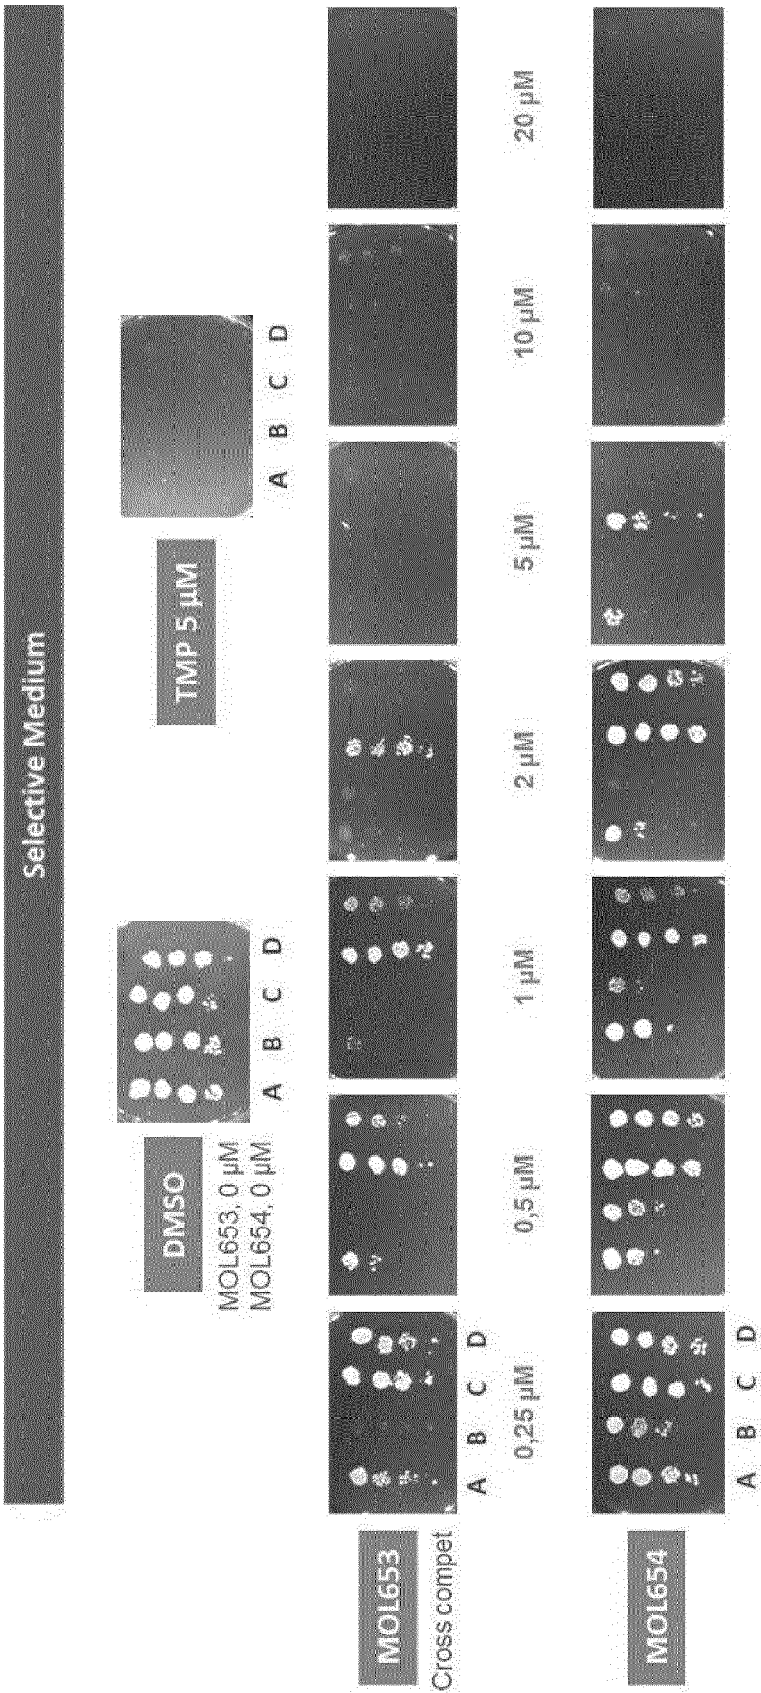 Selective Medium
DMSO
TMP 5 µM
MOL653, 0 µM
MOL654, 0 µM
A B C D
A B C D
MOL653
Cross compet
A B C D
0,25 µM 0,5 µM 1 µM 2 µM 5 µM 10 µM 20 µM
MOL654
A B C D